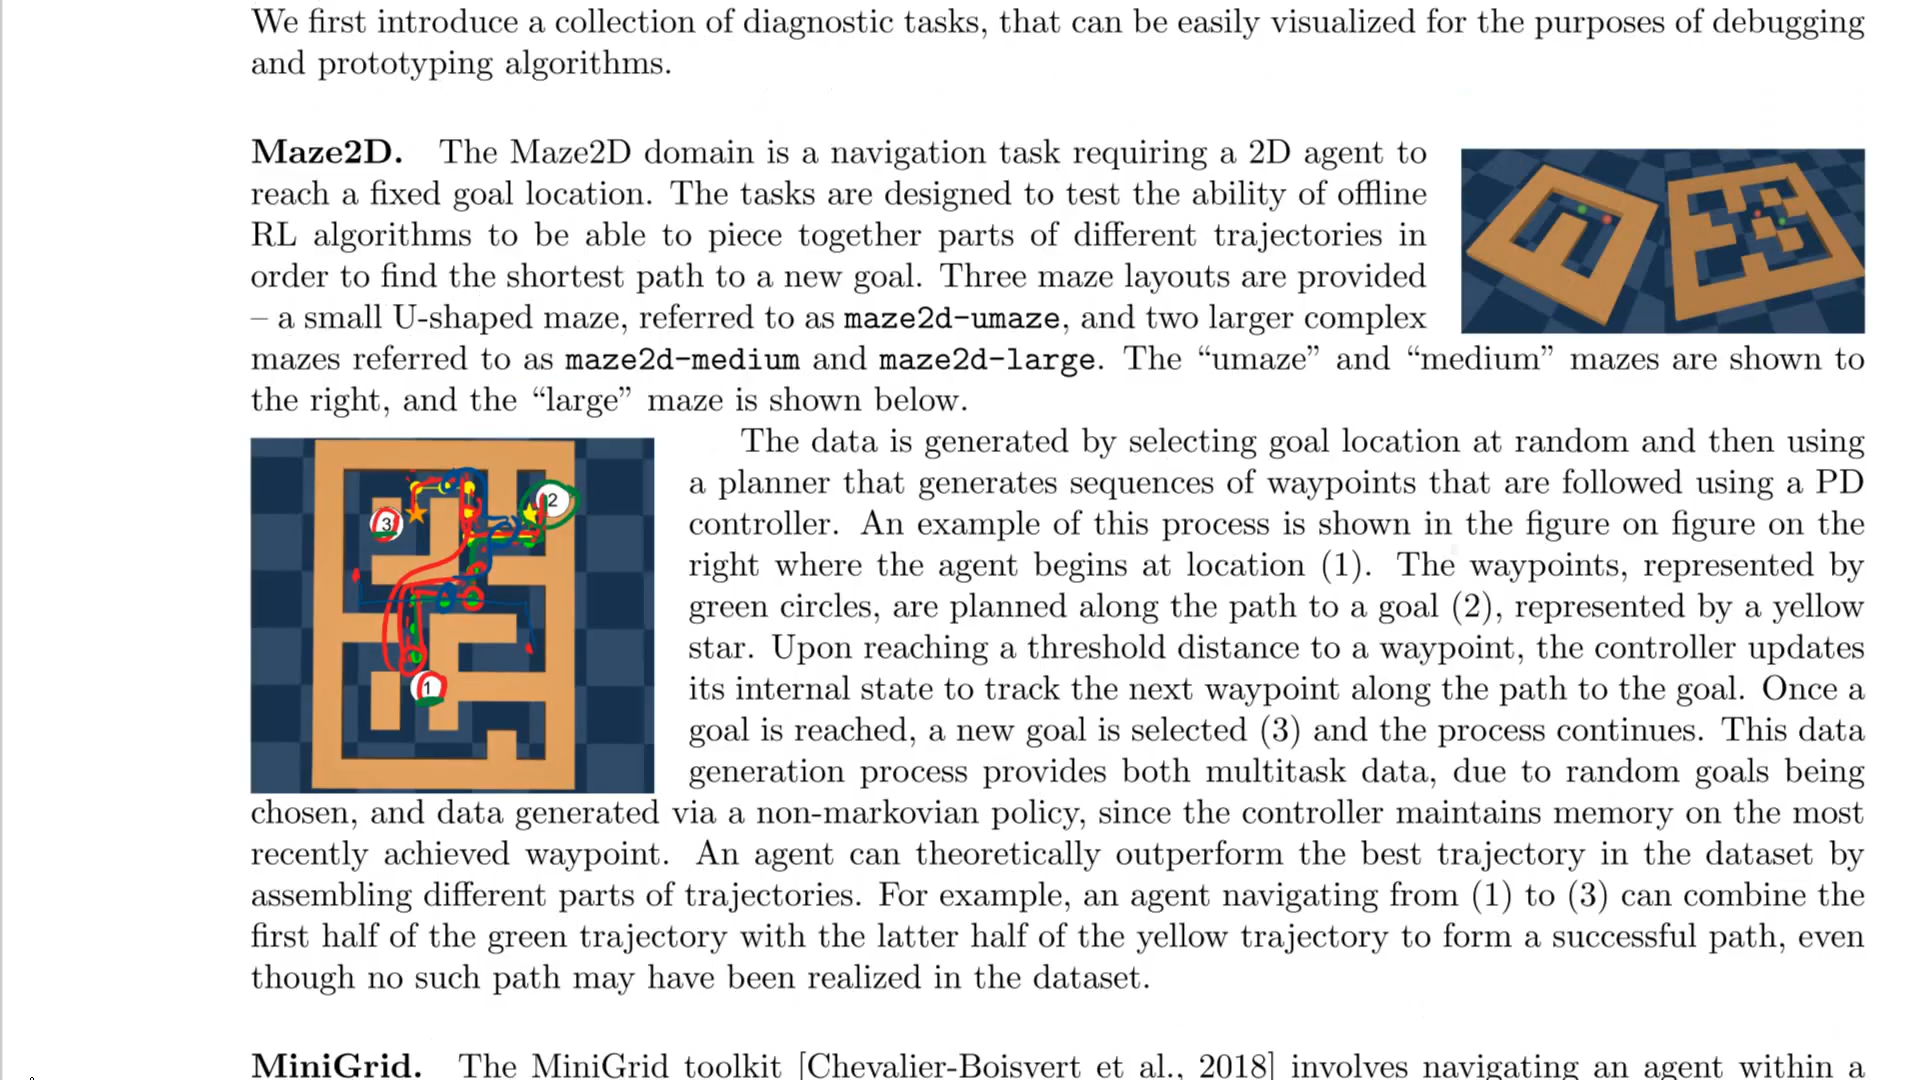 We first introduce a collection of diagnostic tasks, that can be easily visualized for the purposes of debugging
and prototyping algorithms.
Maze2D. The Maze2D domain is a navigation task requiring a 2D agent to
reach a fixed goal location. The tasks are designed to test the ability of offline
RL algorithms to be able to piece together parts of different trajectories in
order to find the shortest path to a new goal. Three maze layouts are provided
– a small U-shaped maze, referred to as maze2d-umaze, and two larger complex
mazes referred to as maze2d-medium and maze2d-large. The “umaze” and “medium” mazes are shown to
the right, and the “large” maze is shown below.
The data is generated by selecting goal location at random and then using
a planner that generates sequences of waypoints that are followed using a PD
controller. An example of this process is shown in the figure on figure on the
right where the agent begins at location (1). The waypoints, represented by
green circles, are planned along the path to a goal (2), represented by a yellow
star. Upon reaching a threshold distance to a waypoint, the controller updates
its internal state to track the next waypoint along the path to the goal. Once a
goal is reached, a new goal is selected (3) and the process continues. This data
generation process provides both multitask data, due to random goals being
chosen, and data generated via a non-markovian policy, since the controller maintains memory on the most
recently achieved waypoint. An agent can theoretically outperform the best trajectory in the dataset by
assembling different parts of trajectories. For example, an agent navigating from (1) to (3) can combine the
first half of the green trajectory with the latter half of the yellow trajectory to form a successful path, even
though no such path may have been realized in the dataset.
2
3
1
MiniGrid. The MiniGrid toolkit [Chevalier-Boisvert et al., 2018] involves navigating an agent within a